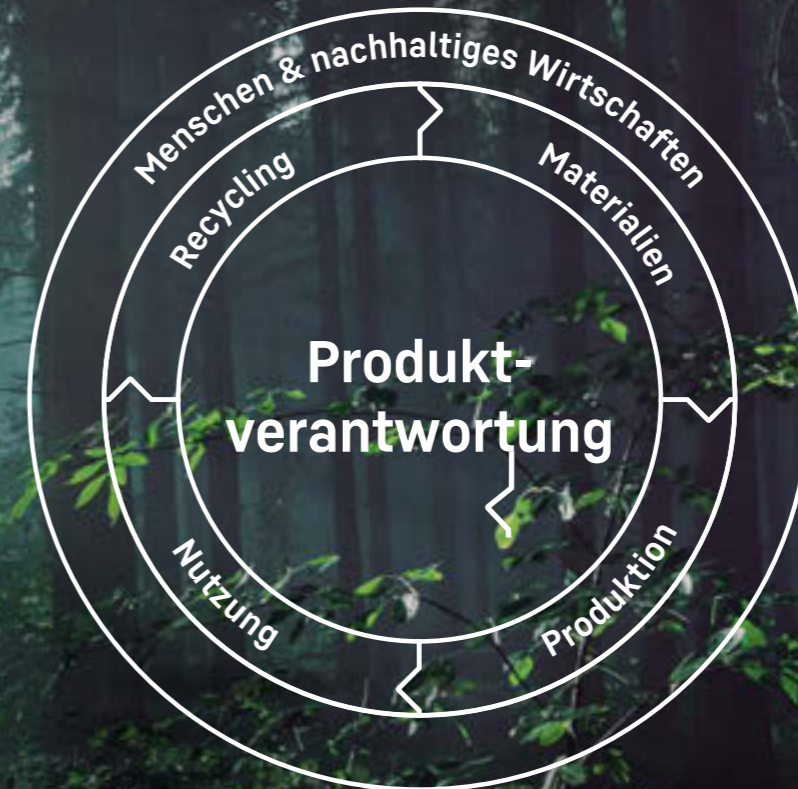 Menschen & nachhaltiges Wirtschaften
Recycling
Materialien
Produkt-
verantwortung
Nutzung
Produktion